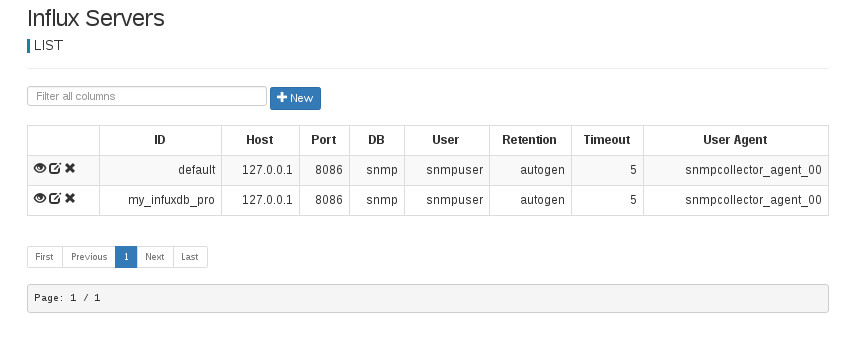 Influx Servers
LIST
Filter all columns
New
ID Host Port DB User Retention Timeout User Agent
default 127.0.0.1 8086 snmp snmpuser autogen 5 snmpcollector_agent_00
my_infuxdb_pro 127.0.0.1 8086 snmp snmpuser autogen 5 snmpcollector_agent_00
First Previous 1 Next Last
Page: 1 / 1